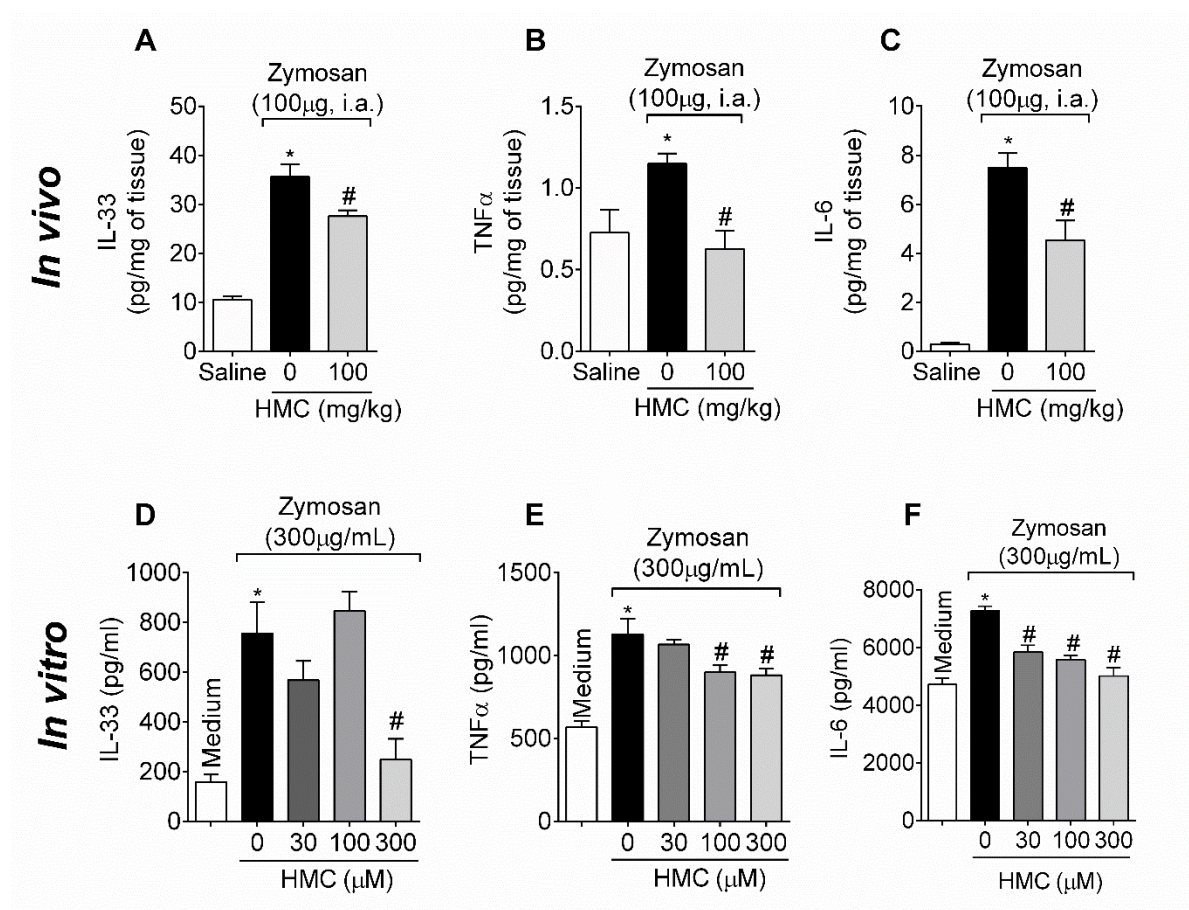 In vivo
A
Zymosan
(100μg, i.a.)
IL-33
(pg/mg of tissue)
50
40
30
20
10
0
*
#
Saline 0 100
HMC (mg/kg)
B
Zymosan
(100μg, i.a.)
TNFα
(pg/mg of tissue)
1.5
1.0
0.5
0.0
*
#
Saline 0 100
HMC (mg/kg)
C
Zymosan
(100μg, i.a.)
IL-6
(pg/mg of tissue)
10
8
6
4
2
0
*
#
Saline 0 100
HMC (mg/kg)
In vitro
D
Zymosan
(300μg/mL)
IL-33 (pg/ml)
1000
800
600
400
200
0
Medium
*
#
0 30 100 300
HMC (μM)
E
Zymosan
(300μg/mL)
TNFα (pg/ml)
1500
1000
500
0
Medium
*
# #
0 30 100 300
HMC (μM)
F
Zymosan
(300μg/mL)
IL-6 (pg/ml)
8000
6000
4000
2000
0
Medium
*
# # #
0 30 100 300
HMC (μM)